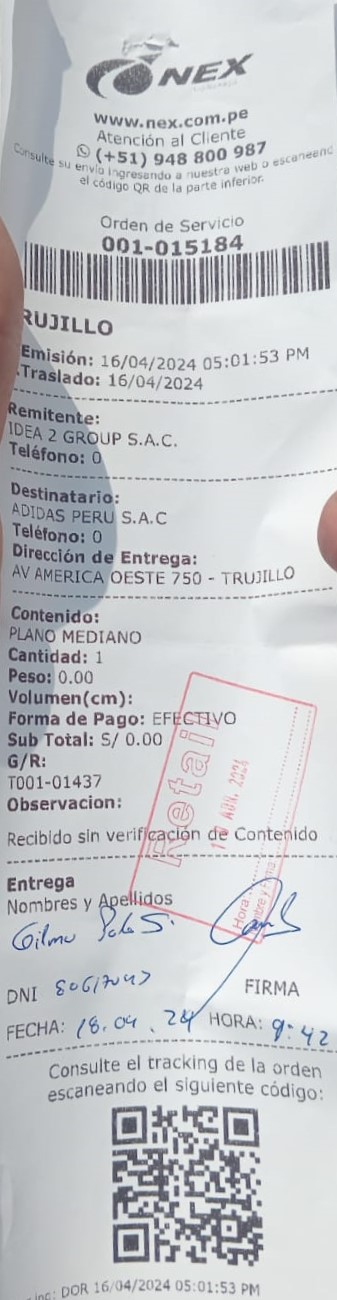 NEX
www.nex.com.pe
Atención al Cliente
(+51) 948 800 987
Consulte su envío ingresando a nuestra web o escaneend
el código QR de la parte inferior.
Orden de Servicio
001-015184
RUJILLO
Emisión: 16/04/2024 05:01:53 PM
Traslado: 16/04/2024
Remitente:
IDEA 2 GROUP S.A.C.
Teléfono: 0
Destinatario:
ADIDAS PERU S.A.C
Teléfono: 0
Dirección de Entrega:
AV AMERICA OESTE 750 - TRUJILLO
Contenido:
PLANO MEDIANO
Cantidad: 1
Peso: 0.00
Volumen(cm):
Forma de Pago: EFECTIVO
Sub Total: S/ 0.00
G/R:
T001-01437
Observacion:
Retail
ABR. 2024
Hora
Recibido sin verificación de Contenido
Entrega
Nombres y Apellidos
S.
DNI
FIRMA
FECHA: 18.04.24 HORA: 9:42
Consulte el tracking de la orden
escaneando el siguiente código:
DOR 16/04/2024 05:01:53 PM